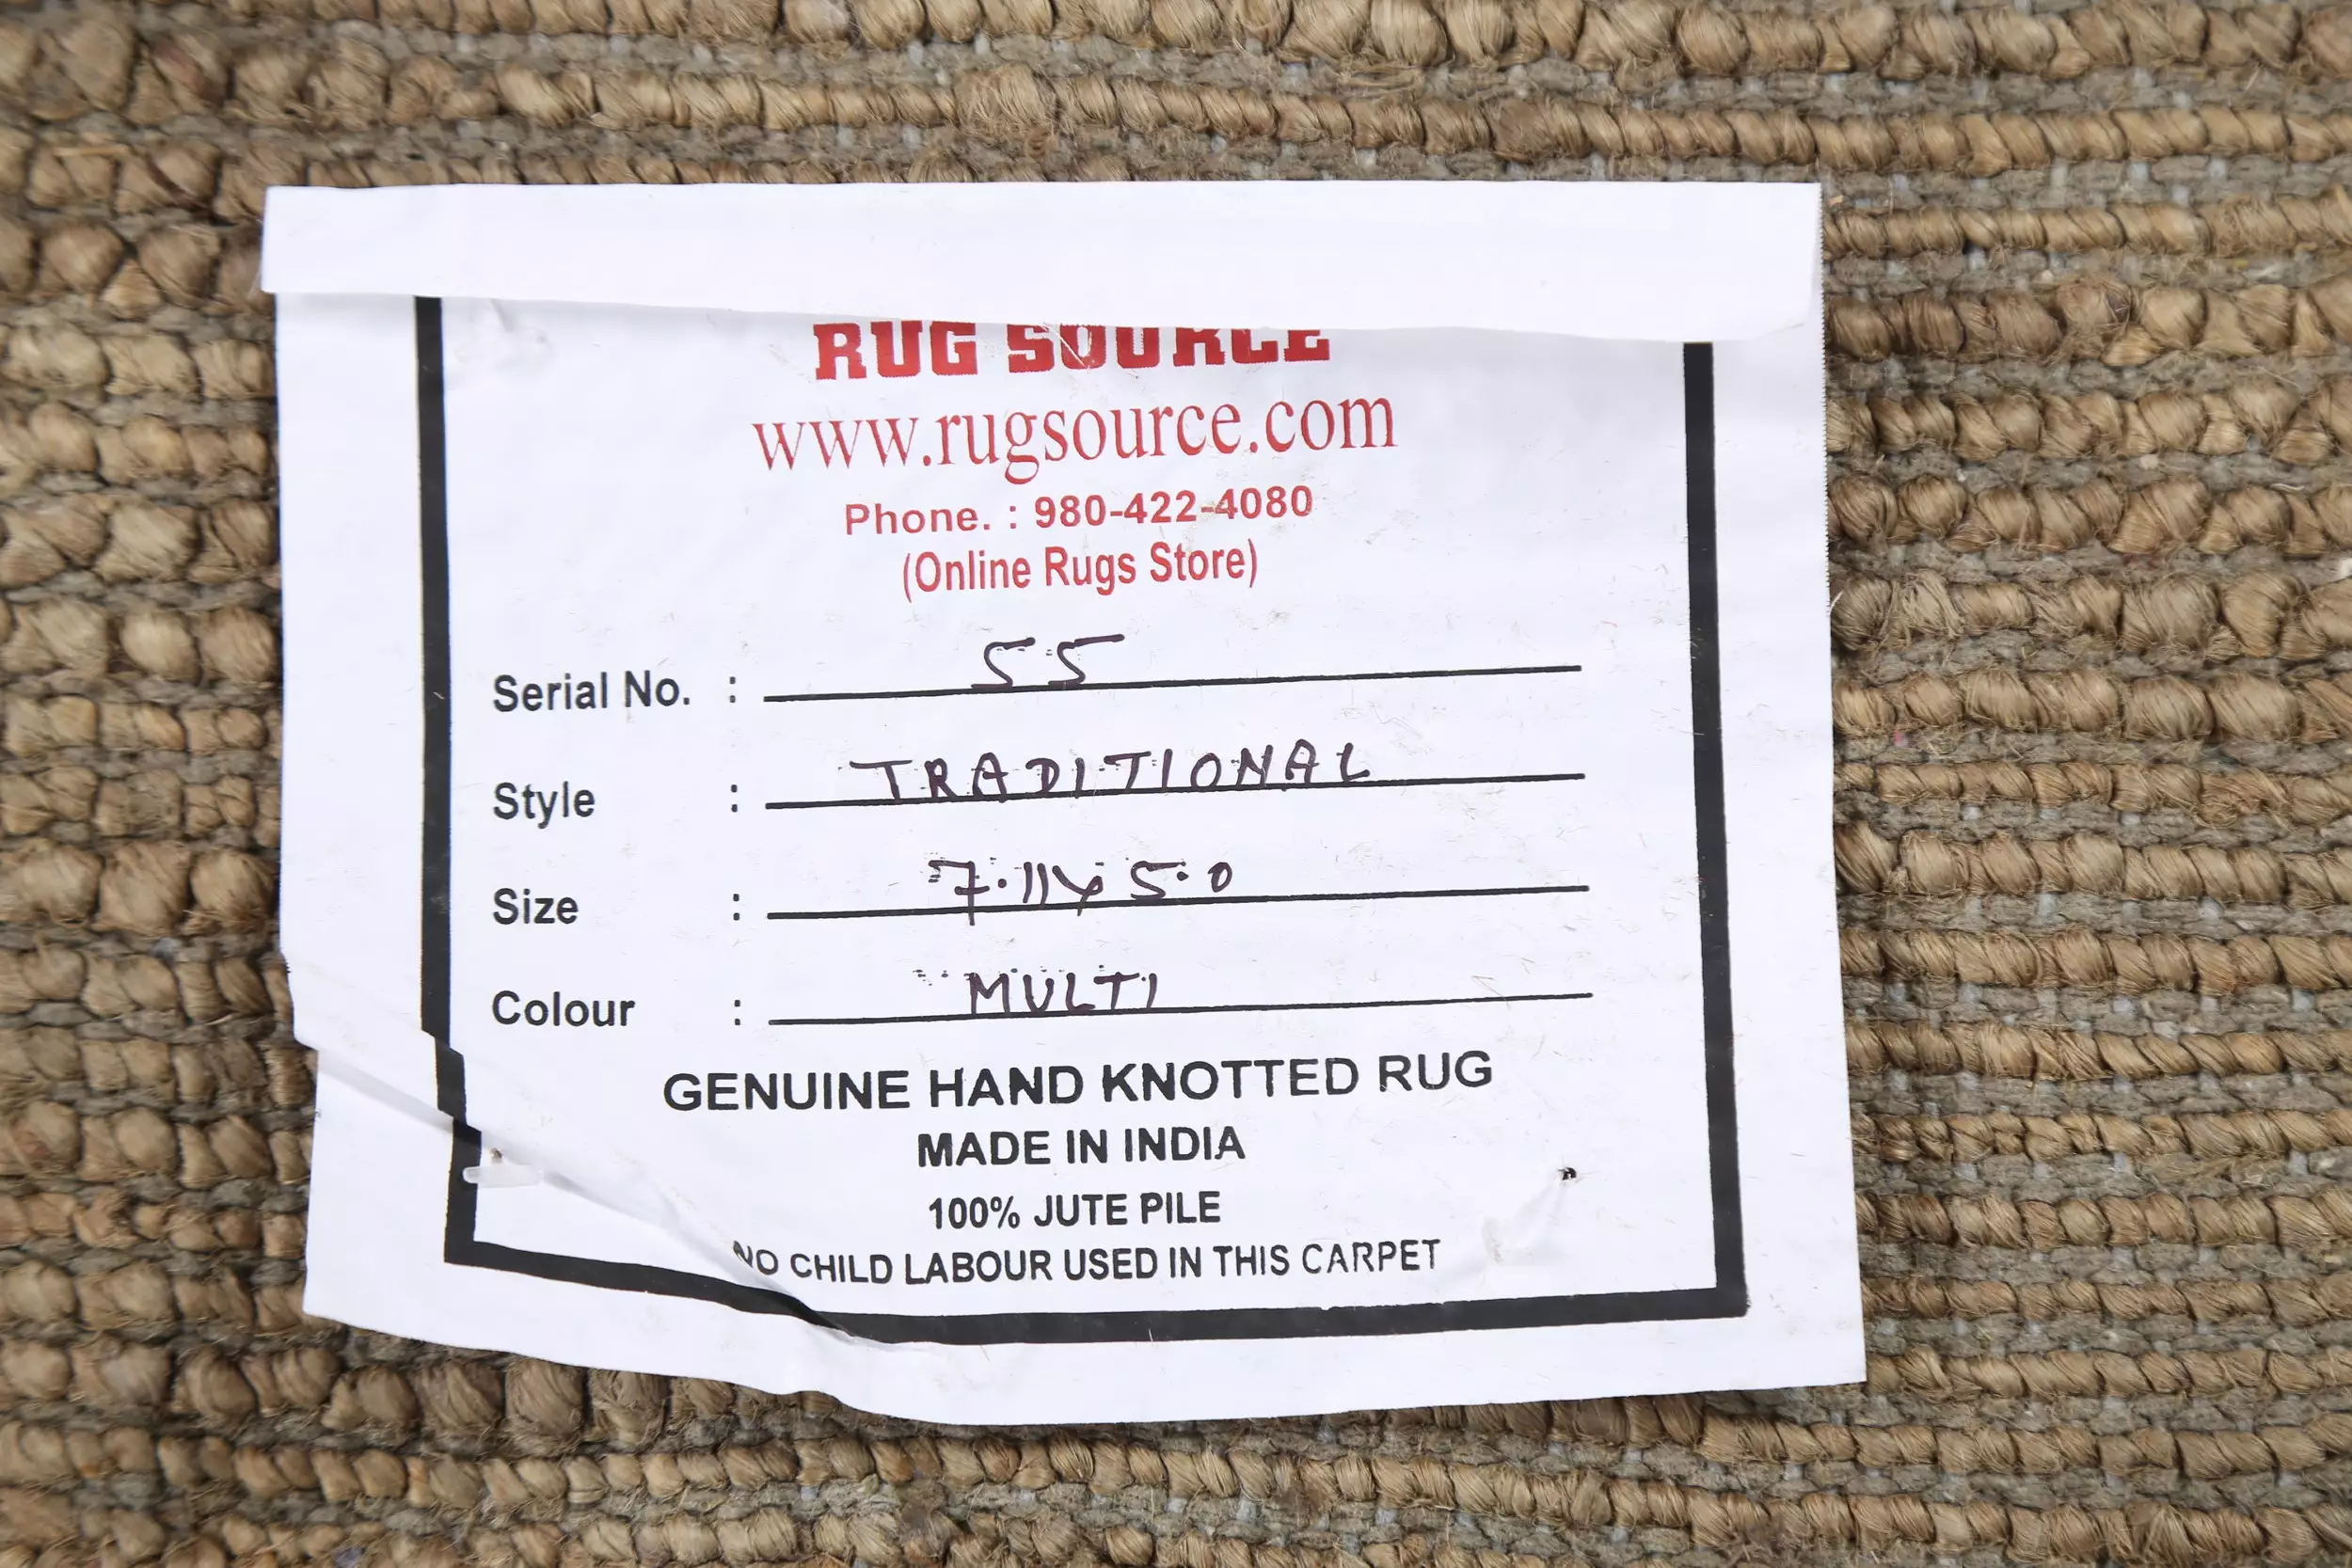 RUG SOURCE
www.rugsource.com
Phone. : 980-422-4080
(Online Rugs Store)
Serial No. : 55
Style : TRADITIONAL
Size : 7.11x5.0
Colour : MULTI
GENUINE HAND KNOTTED RUG
MADE IN INDIA
100% JUTE PILE
NO CHILD LABOUR USED IN THIS CARPET